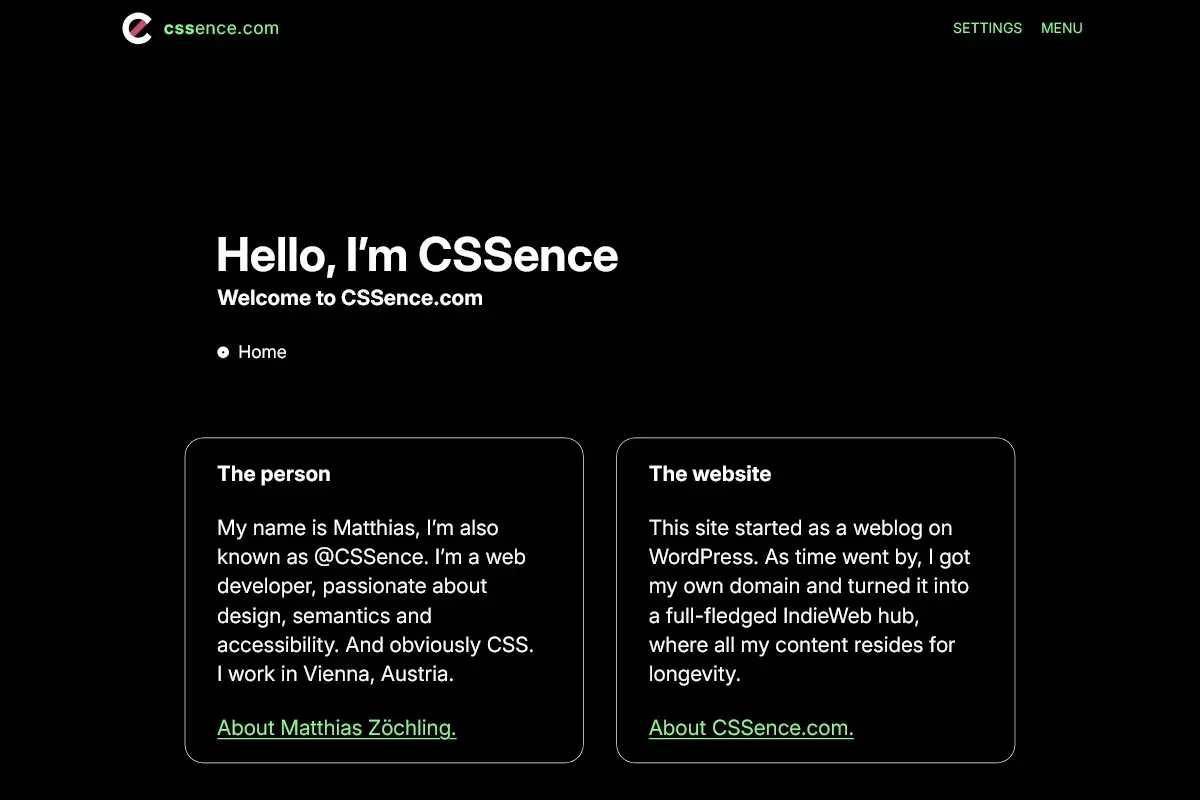 cssence.com
SETTINGS MENU
Hello, I’m CSSence
Welcome to CSSence.com
Home
The person
My name is Matthias, I’m also
known as @CSSence. I’m a web
developer, passionate about
design, semantics and
accessibility. And obviously CSS.
I work in Vienna, Austria.
About Matthias Zöchling.
The website
This site started as a weblog on
WordPress. As time went by, I got
my own domain and turned it into
a full-fledged IndieWeb hub,
where all my content resides for
longevity.
About CSSence.com.